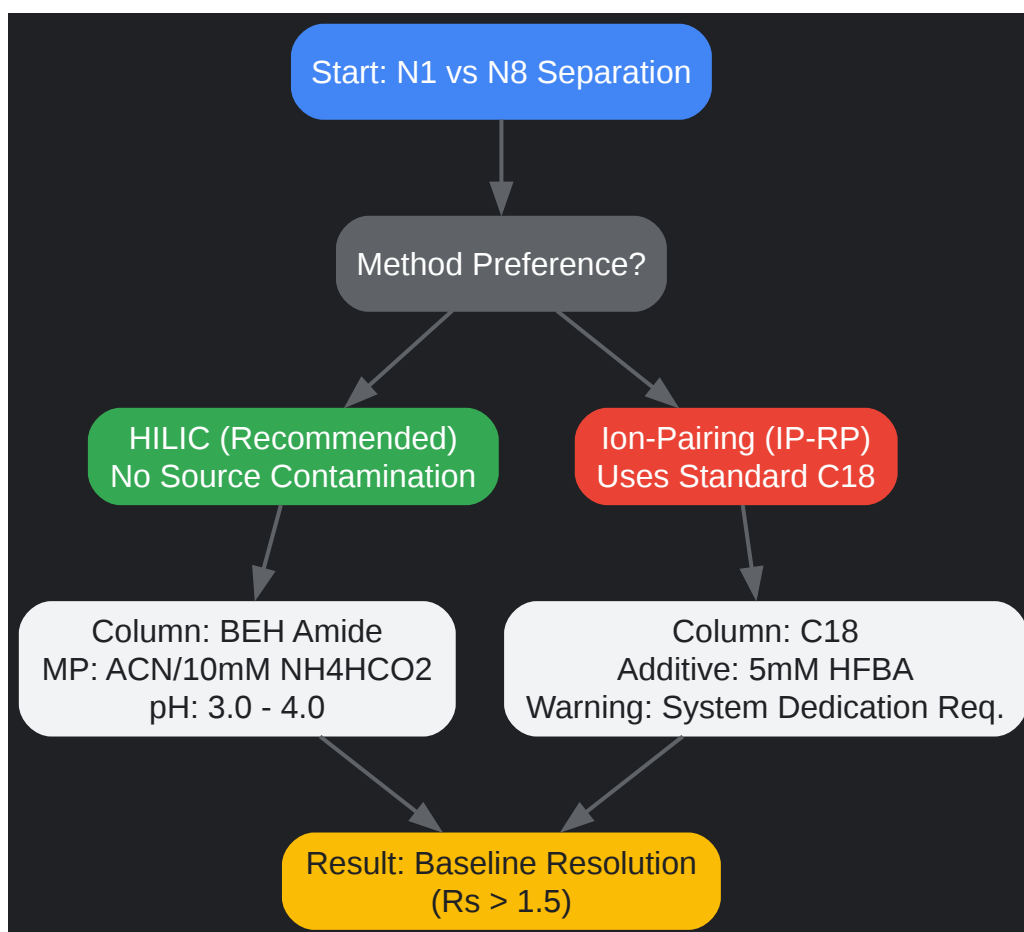 Start: N1 vs N8 Separation
Method Preference?
HILIC (Recommended)
No Source Contamination
Ion-Pairing (IP-RP)
Uses Standard C18
Column: BEH Amide
MP: ACN/10mM NH4HCO2
pH: 3.0 - 4.0
Column: C18
Additive: 5mM HFBA
Warning: System Dedication Req.
Result: Baseline Resolution
(Rs > 1.5)